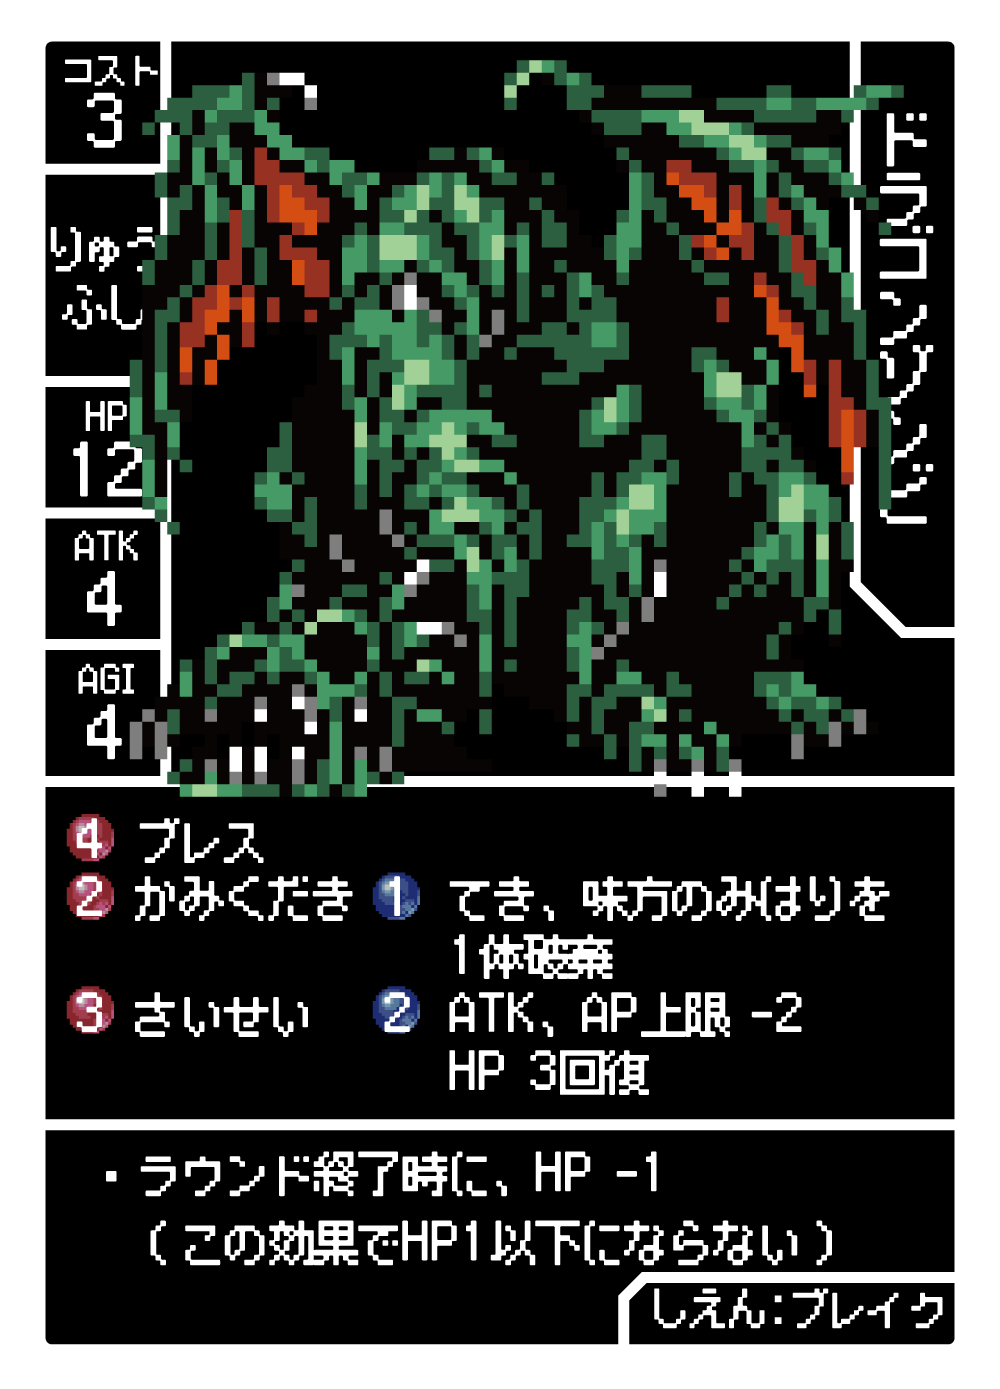 コスト
3
りゅう
ふし
HP
12
ATK
4
AGI
4
ドラゴンゾンビ
4 ブレス
2 かみくだき 1 てき、味方のみはりを
1体破棄
3 さいせい 2 ATK、AP上限 -2
HP 3回復
・ラウンド終了時に、HP -1
(この効果でHP1以下にならない)
しえん:ブレイク